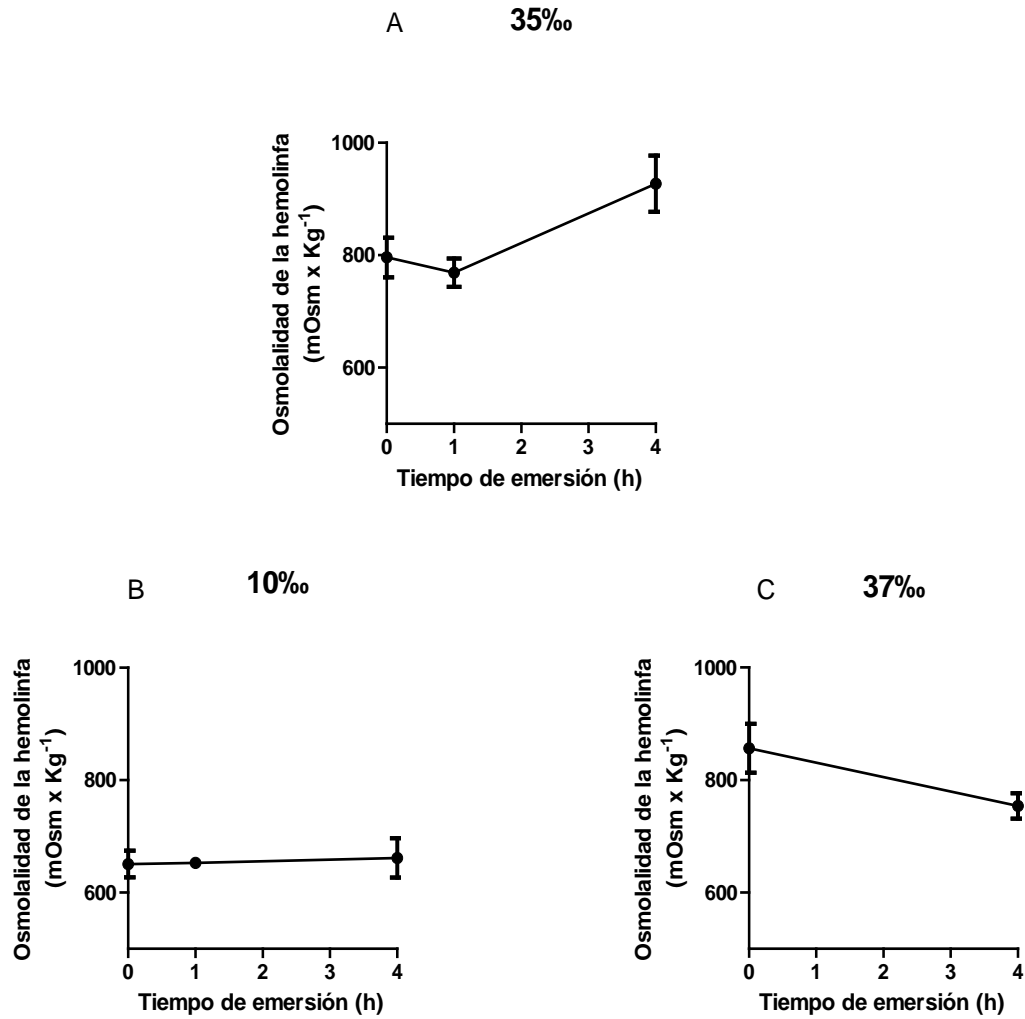 A 35‰
Osmolalidad de la hemolinfa
(mOsm x Kg⁻¹)
1000
800
600
0 1 2 3 4
Tiempo de emersión (h)
B 10‰
Osmolalidad de la hemolinfa
(mOsm x Kg⁻¹)
1000
800
600
0 1 2 3 4
Tiempo de emersión (h)
C 37‰
Osmolalidad de la hemolinfa
(mOsm x Kg⁻¹)
1000
800
600
0 1 2 3 4
Tiempo de emersión (h)